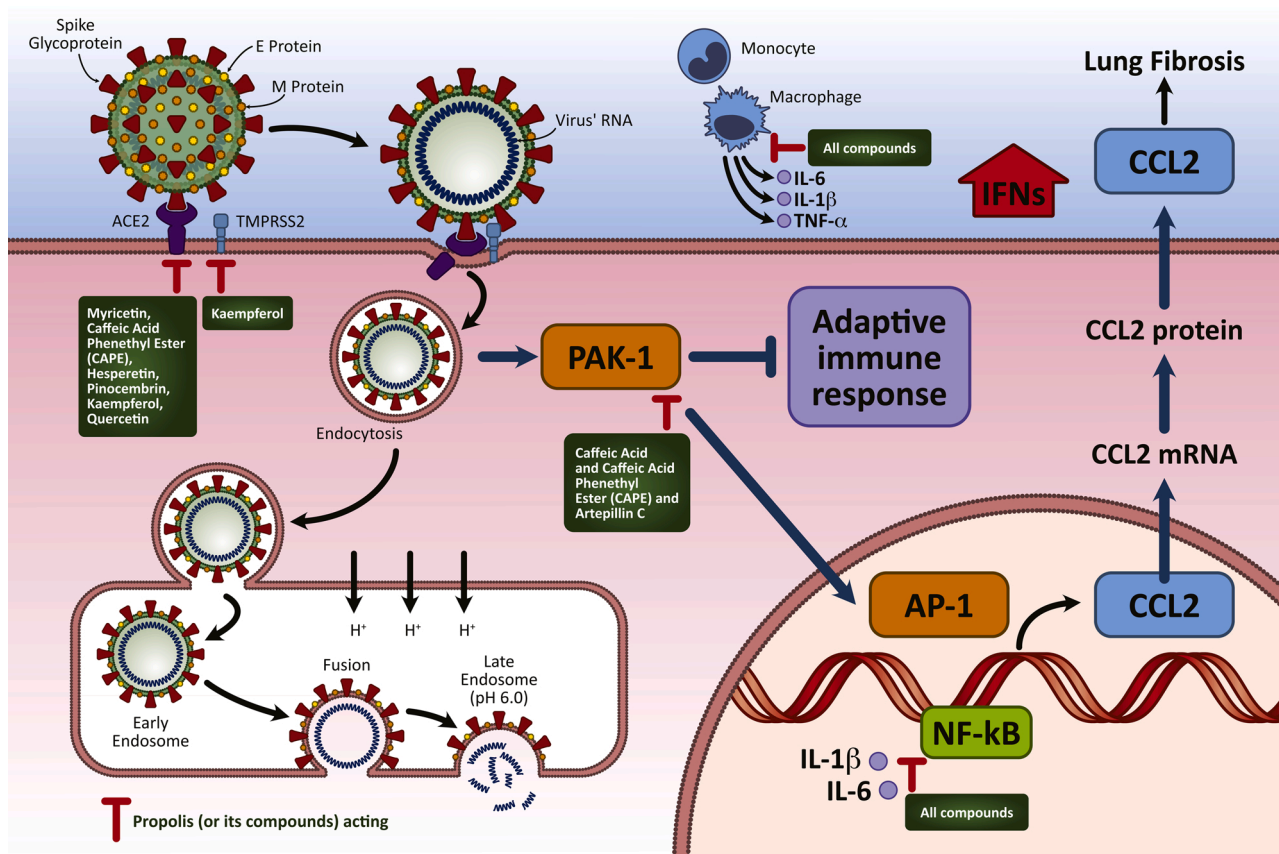 Spike
Glycoprotein
E Protein
M Protein
Virus' RNA
ACE2
TMPRSS2
Monocyte
Macrophage
All compounds
IL-6
IL-1β
TNF-α
IFNs
Lung Fibrosis
CCL2
Myricetin,
Caffeic Acid
Phenethyl Ester
(CAPE),
Hesperetin,
Pinocembrin,
Kaempferol,
Quercetin
Kaempferol
Endocytosis
PAK-1
Adaptive
immune
response
CCL2 protein
CCL2 mRNA
Caffeic Acid
and Caffeic Acid
Phenethyl
Ester (CAPE) and
Artepillin C
H⁺
H⁺
H⁺
Early
Endosome
Fusion
Late
Endosome
(pH 6.0)
AP-1
CCL2
NF-kB
IL-1β
IL-6
All compounds
Propolis (or its compounds) acting